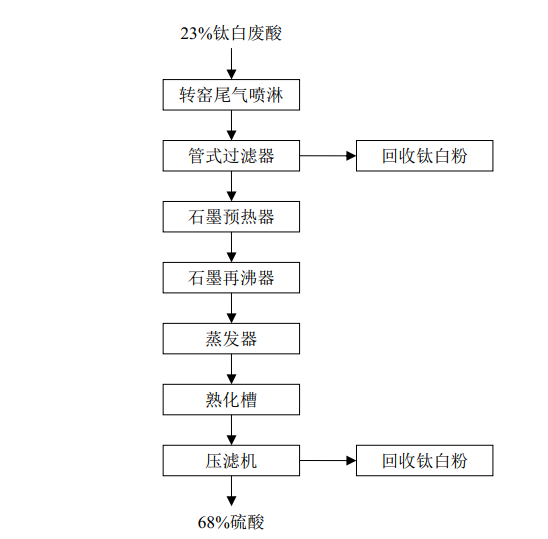 23%钛白废酸
转窑尾气喷淋
管式过滤器
回收钛白粉
石墨预热器
石墨再沸器
蒸发器
熟化槽
压滤机
回收钛白粉
68%硫酸